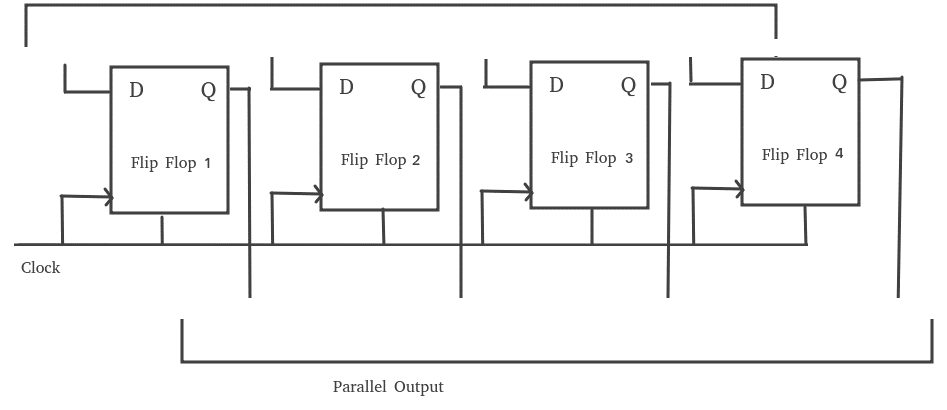 D Q
Flip Flop 1
D Q
Flip Flop 2
D Q
Flip Flop 3
D Q
Flip Flop 4
Clock
Parallel Output